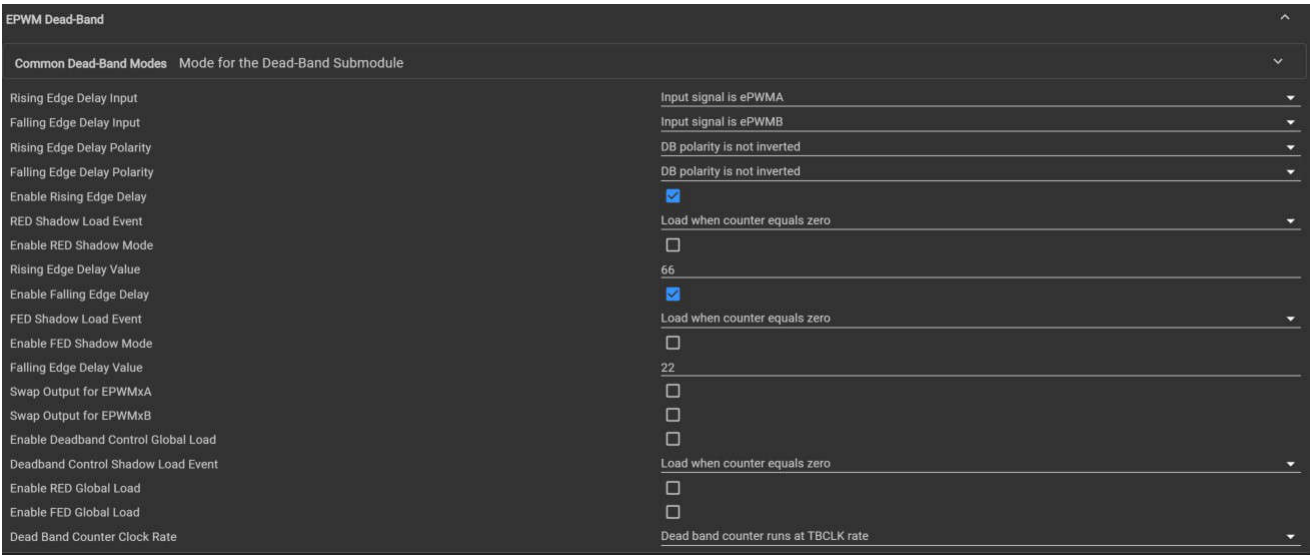 EPWM Dead-Band
Common Dead-Band Modes Mode for the Dead-Band Submodule
Rising Edge Delay Input Input signal is ePWMA
Falling Edge Delay Input Input signal is ePWMB
Rising Edge Delay Polarity DB polarity is not inverted
Falling Edge Delay Polarity DB polarity is not inverted
Enable Rising Edge Delay
RED Shadow Load Event Load when counter equals zero
Enable RED Shadow Mode
Rising Edge Delay Value 66
Enable Falling Edge Delay
FED Shadow Load Event Load when counter equals zero
Enable FED Shadow Mode
Falling Edge Delay Value 22
Swap Output for EPWMxA
Swap Output for EPWMxB
Enable Deadband Control Global Load
Deadband Control Shadow Load Event Load when counter equals zero
Enable RED Global Load
Enable FED Global Load
Dead Band Counter Clock Rate Dead band counter runs at TBCLK rate